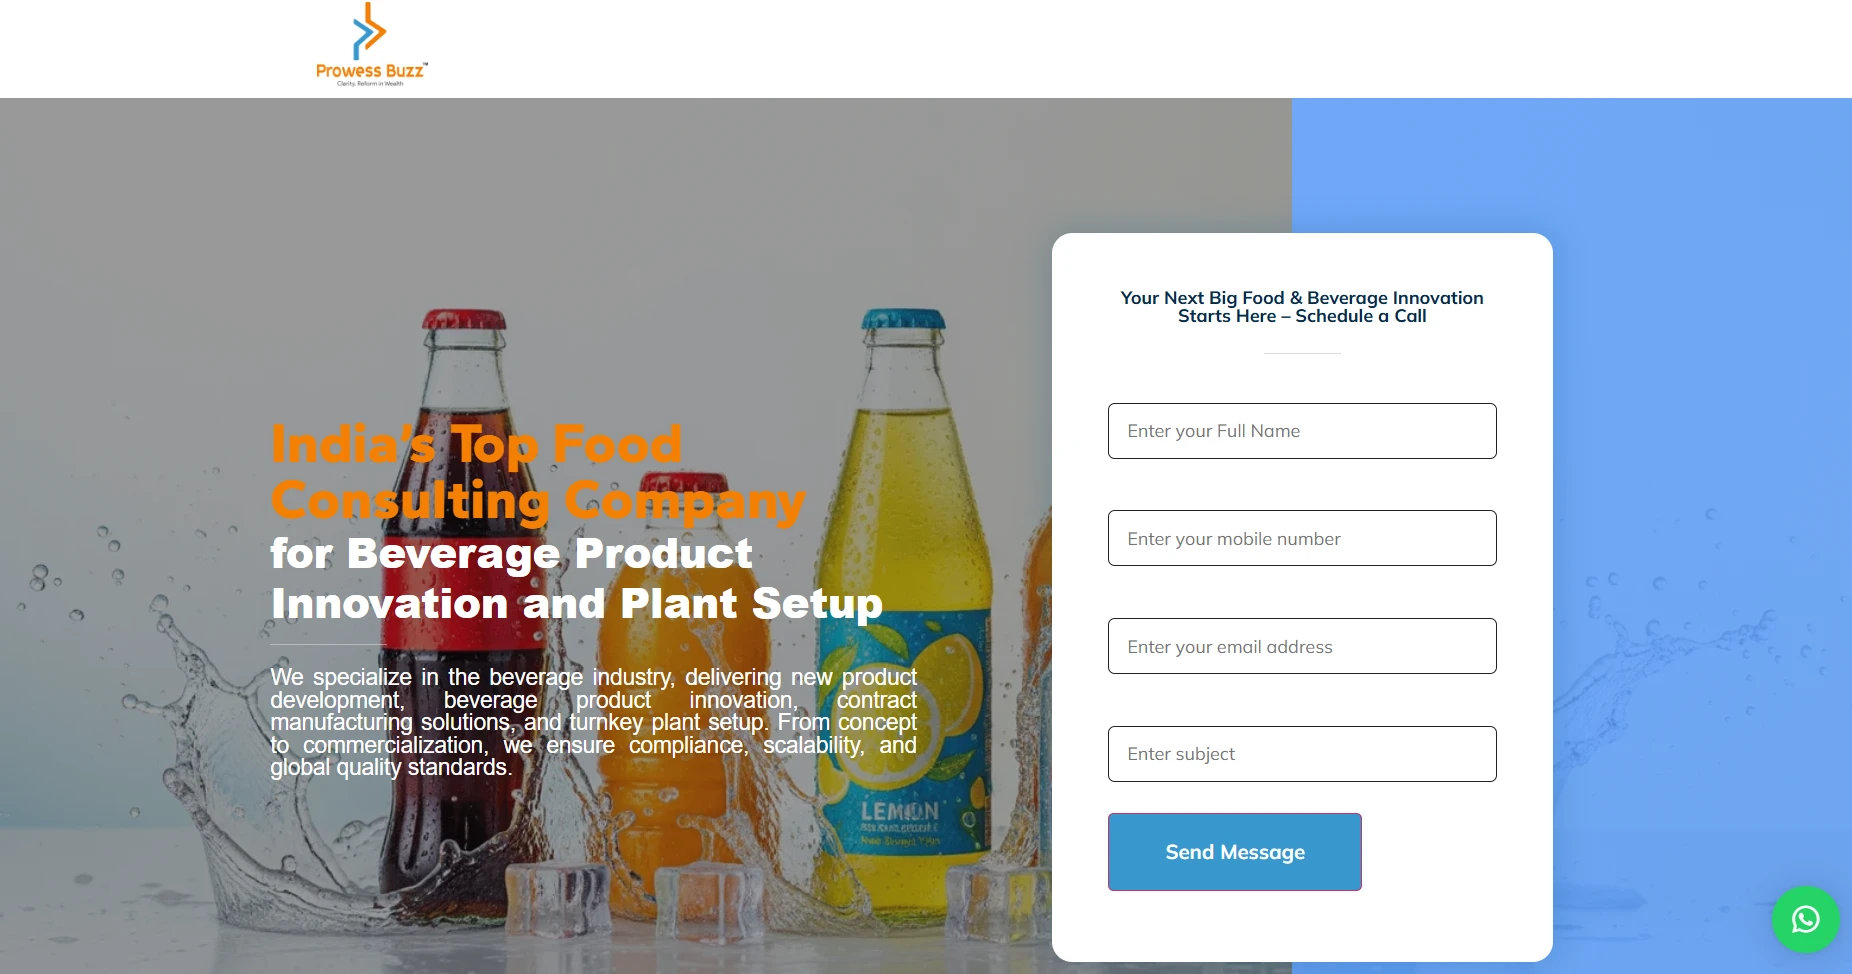 Prowess Buzz™
Clarity, Reform in Wealth
India's Top Food
Consulting Company
for Beverage Product
Innovation and Plant Setup
We specialize in the beverage industry, delivering new product
development, beverage product innovation, contract
manufacturing solutions, and turnkey plant setup. From concept
to commercialization, we ensure compliance, scalability, and
global quality standards.
LEMON
Your Next Big Food & Beverage Innovation
Starts Here – Schedule a Call
Enter your Full Name
Enter your mobile number
Enter your email address
Enter subject
Send Message